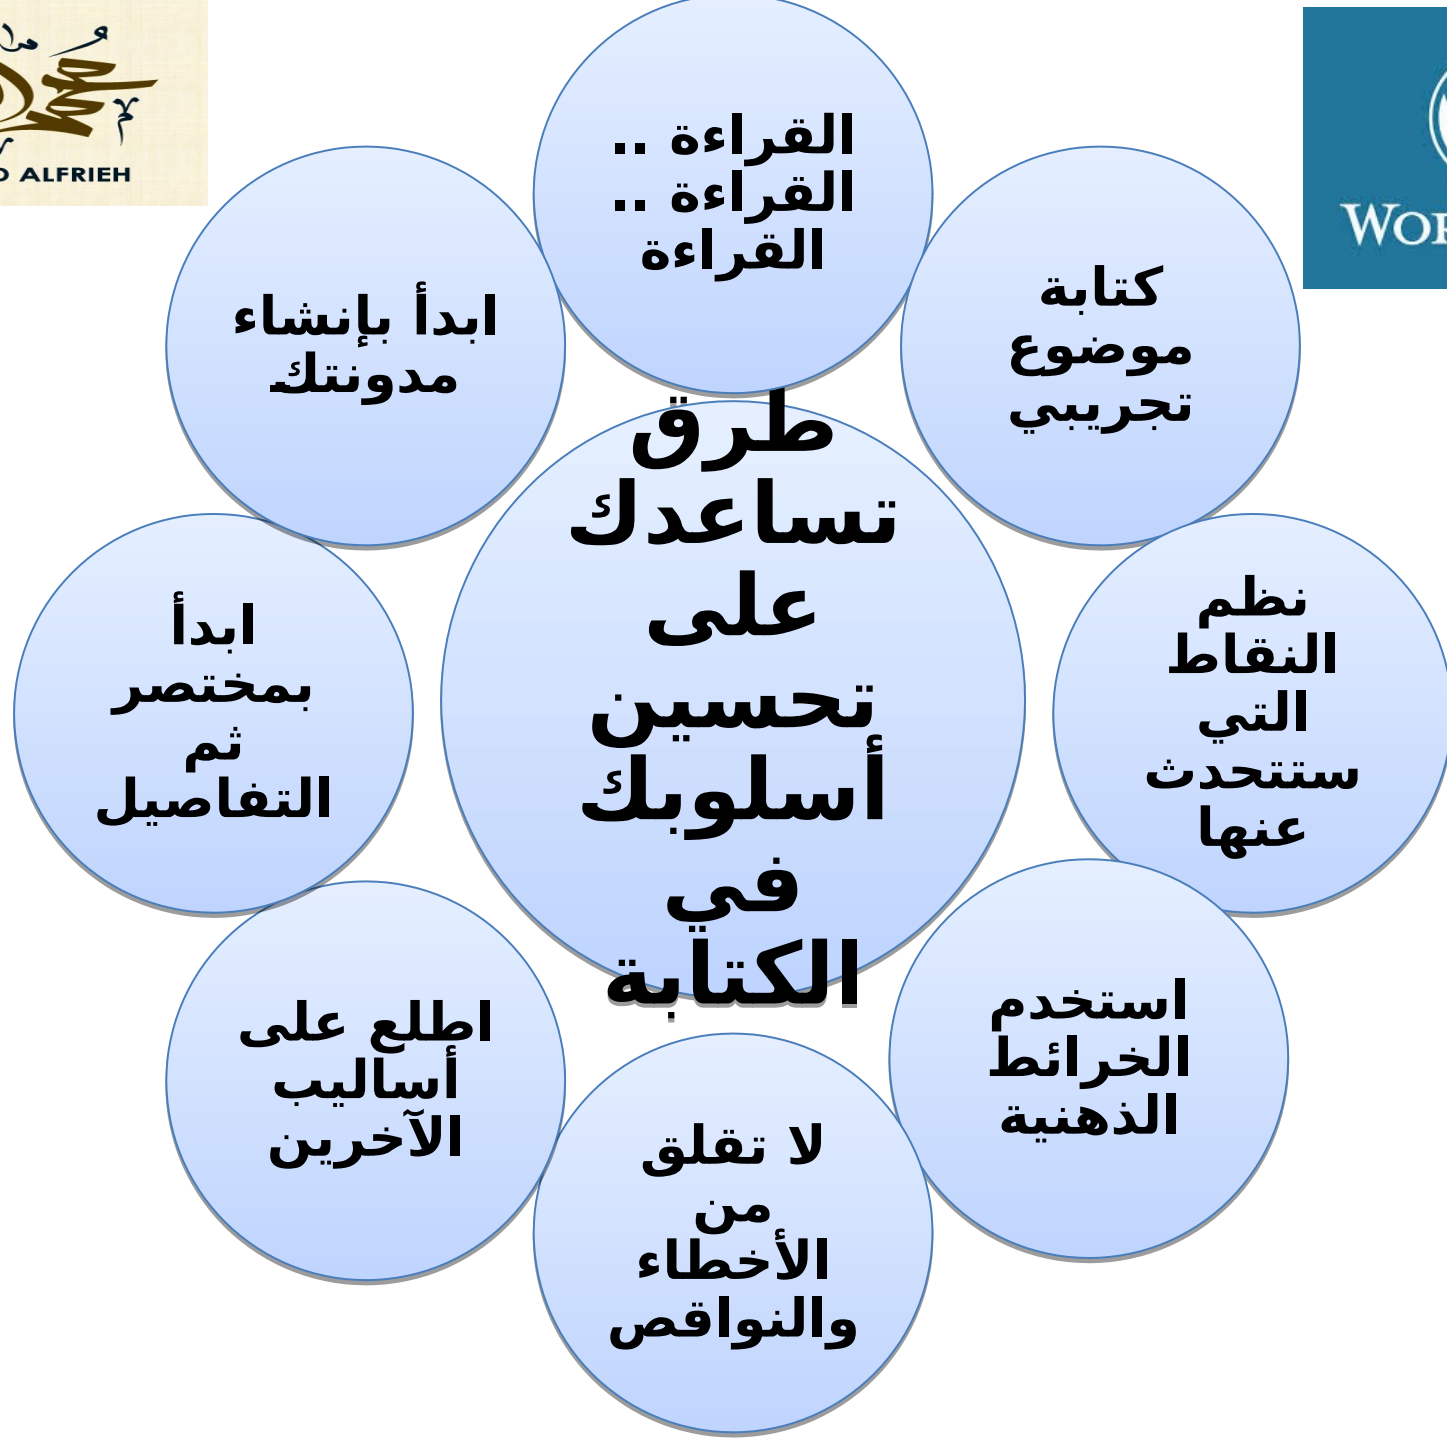 القراءة ..
القراءة ..
القراءة
كتابة
موضوع
تجريبي
نظم
النقاط
التي
ستتحدث
عنها
استخدم
الخرائط
الذهنية
لا تقلق
من
الأخطاء
والنواقص
اطلع على
أساليب
الآخرين
ابدأ
بمختصر
ثم
التفاصيل
ابدأ بإنشاء
مدونتك
طرق
تساعدك
على
تحسين
أسلوبك
في
الكتابة
ALFRIEH